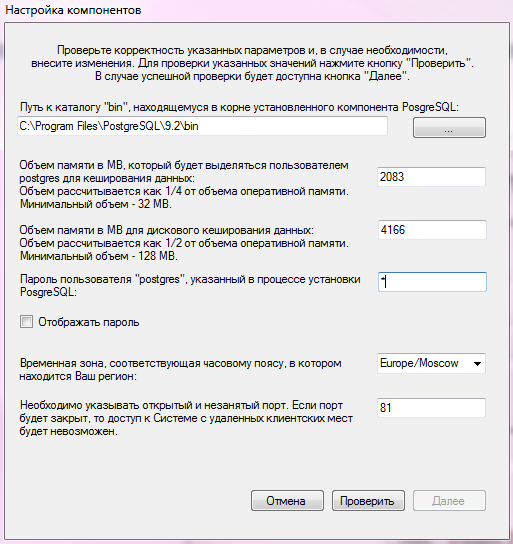 Настройка компонентов
Проверьте корректность указанных параметров и, в случае необходимости,
внесите изменения. Для проверки указанных значений нажмите кнопку "Проверить".
В случае успешной проверки будет доступна кнопка "Далее".
Путь к каталогу "bin", находящемуся в корне установленного компонента PosgreSQL:
C:\Program Files\PostgreSQL\9.2\bin
...
Объем памяти в МВ, который будет выделяться пользователем
postgres для кеширования данных:
Объем рассчитывается как 1/4 от объема оперативной памяти.
Минимальный объем - 32 МВ.
2083
Объем памяти в МВ для дискового кеширования данных:
Объем рассчитывается как 1/2 от объема оперативной памяти.
Минимальный объем - 128 МВ.
4166
Пароль пользователя "postgres", указанный в процессе установки
PosgreSQL:
*
Отображать пароль
Временная зона, соответствующая часовому поясу, в котором
находится Ваш регион:
Europe/Moscow
Необходимо указывать открытый и незанятый порт. Если порт
будет закрыт, то доступ к Системе с удаленных клиентских мест
будет невозможен.
81
Отмена
Проверить
Далее